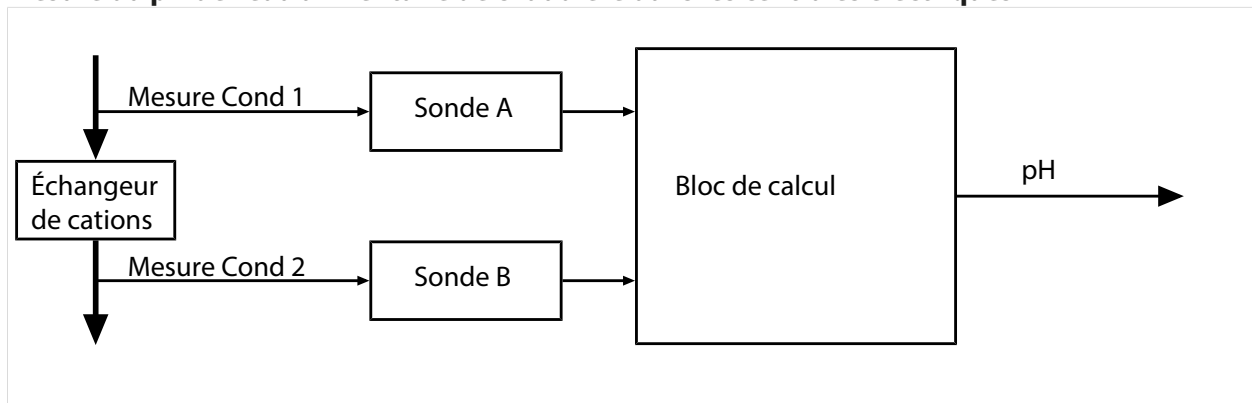 Mesure Cond 1
Sonde A
Échangeur
de cations
Bloc de calcul
pH
Mesure Cond 2
Sonde B